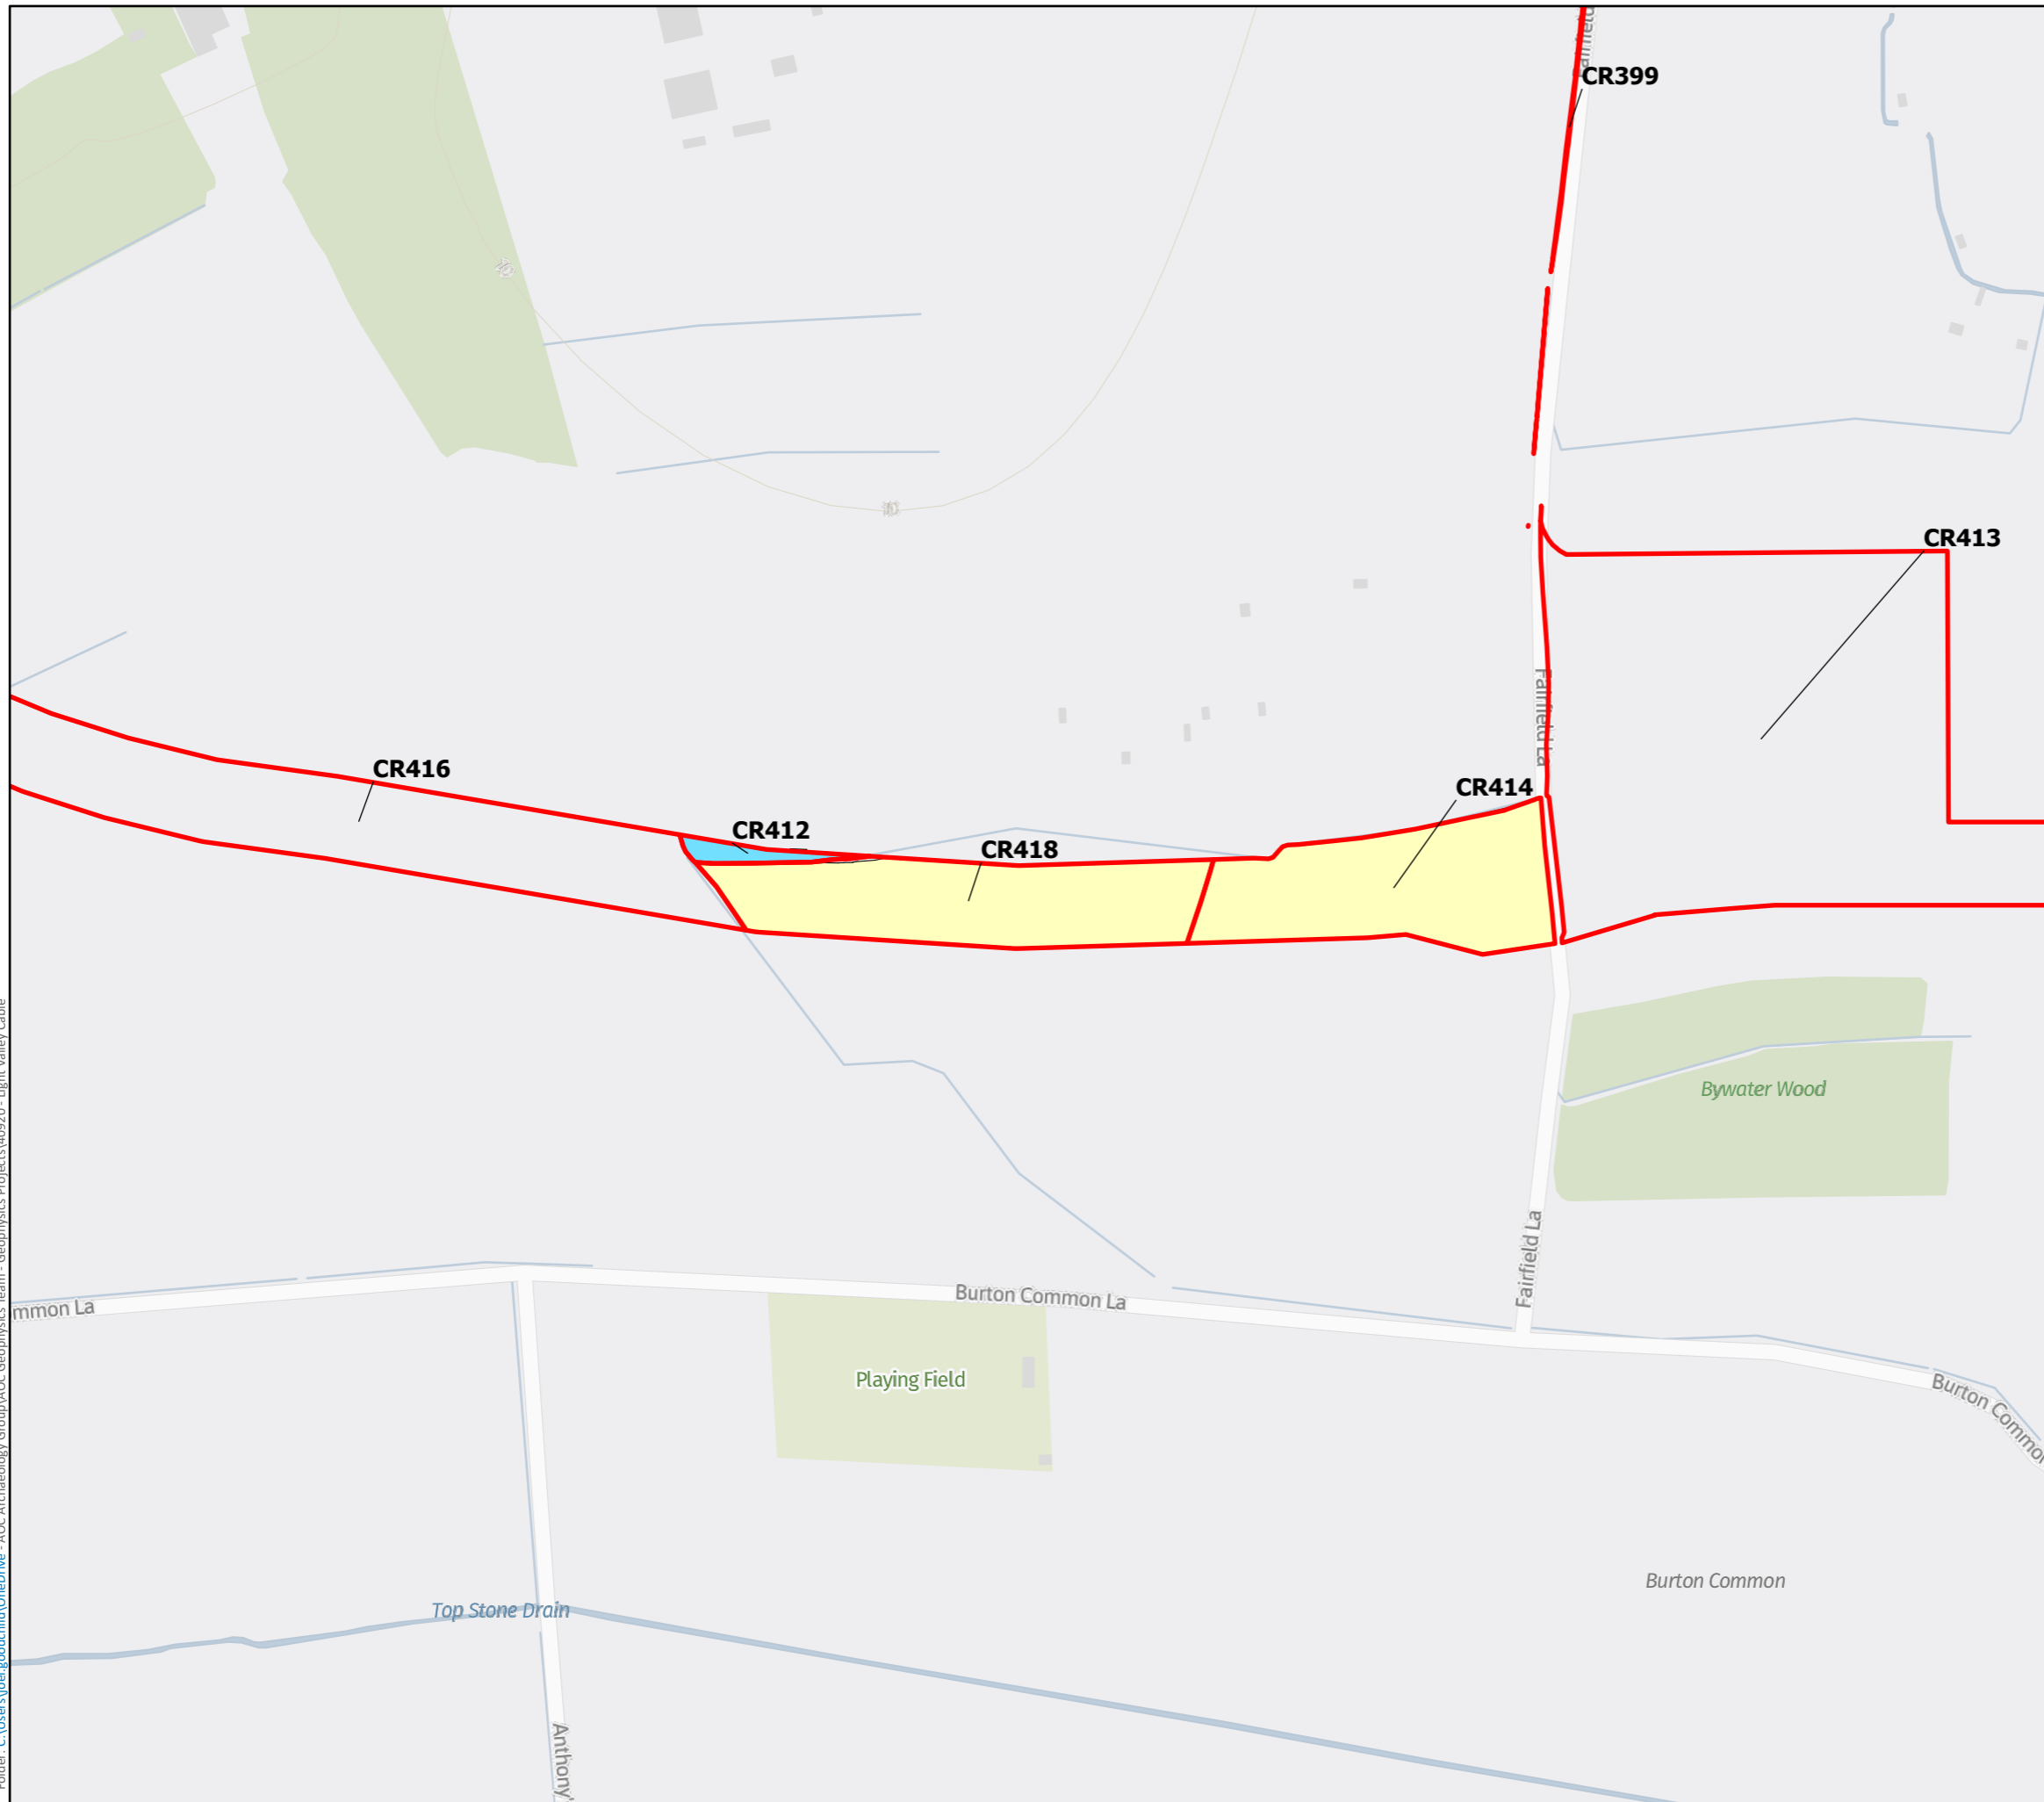 CR399
CR413
Fairfield La
CR416
CR414
CR412
CR418
Bywater Wood
Fairfield La
mmon La
Burton Common La
Playing Field
Burton Commo
Burton Common
Top Stone Drain
Anthony'